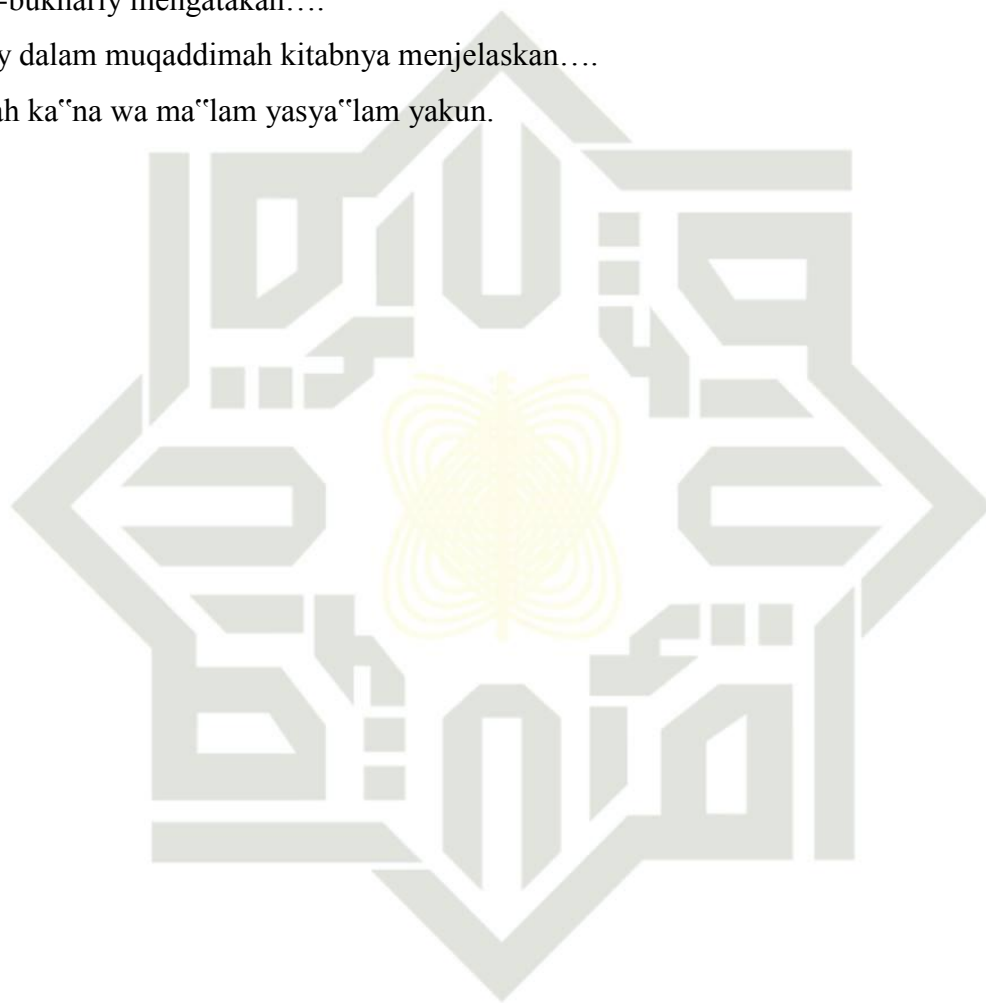 -bukhariy mengatakan….
y dalam muqaddimah kitabnya menjelaskan….
ah ka‟na wa ma‟lam yasya‟lam yakun.